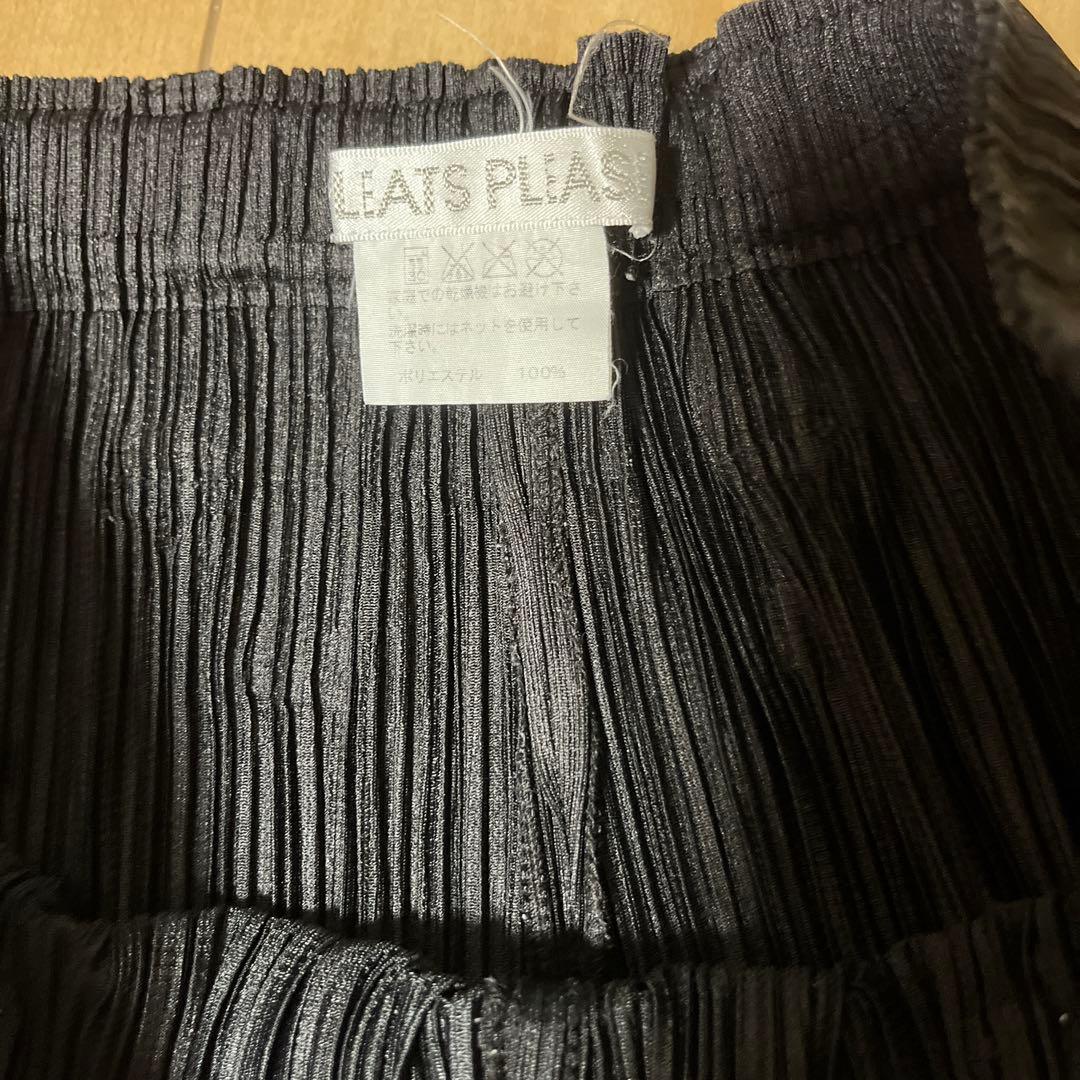 LEATS PLEAS
家庭での乾燥機はお避け下さ
い。
洗濯時にはネットを使用して
下さい。
ポリエステル 100%